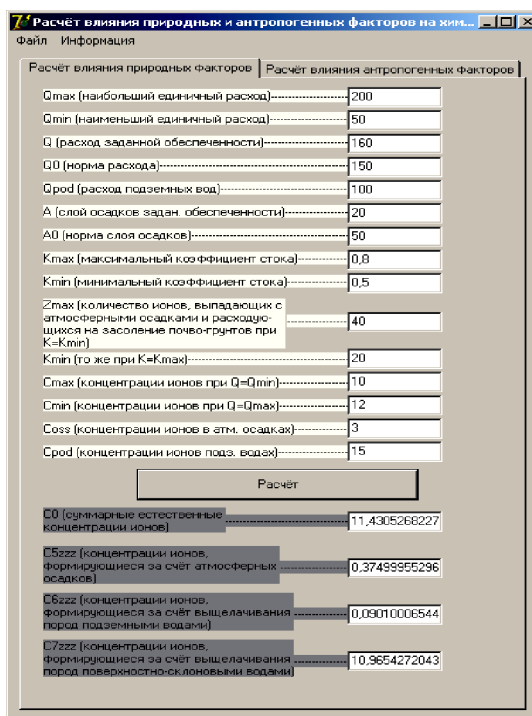 Расчёт влияния природных и антропогенных факторов на хим...
Файл Информация
Расчёт влияния природных факторов Расчёт влияния антропогенных факторов
Qmax (наибольший единичный расход) 200
Qmin (наименьший единичный расход) 50
Q (расход заданной обеспеченности) 160
Q0 (норма расхода) 150
Qpod (расход подземных вод) 100
A (слой осадков задан. обеспеченности) 20
A0 (норма слоя осадков) 50
Kmax (максимальный коэффициент стока) 0,8
Kmin (минимальный коэффициент стока) 0,5
Zmax (количество ионов, выпадающих с
атмосферными осадками и расходую-
щихся на засоление почво-грунтов при
K=Kmin) 40
Kmin (то же при K=Kmax) 20
Cmax (концентрации ионов при Q=Qmin) 10
Cmin (концентрации ионов при Q=Qmax) 12
Coss (концентрации ионов в атм. осадках) 3
Cpod (концентрации ионов подз. водах) 15
Расчёт
C0 (суммарные естественные
концентрации ионов) 11,4305268227
C5zzz (концентрации ионов,
формирующиеся за счёт атмосферных
осадков) 0,37499955296
C6zzz (концентрации ионов,
формирующиеся за счёт выщелачивания
пород подземными водами) 0,09010006544
C7zzz (концентрации ионов,
формирующиеся за счёт выщелачивания
пород поверхностно-склоновыми водами) 10,9654272043